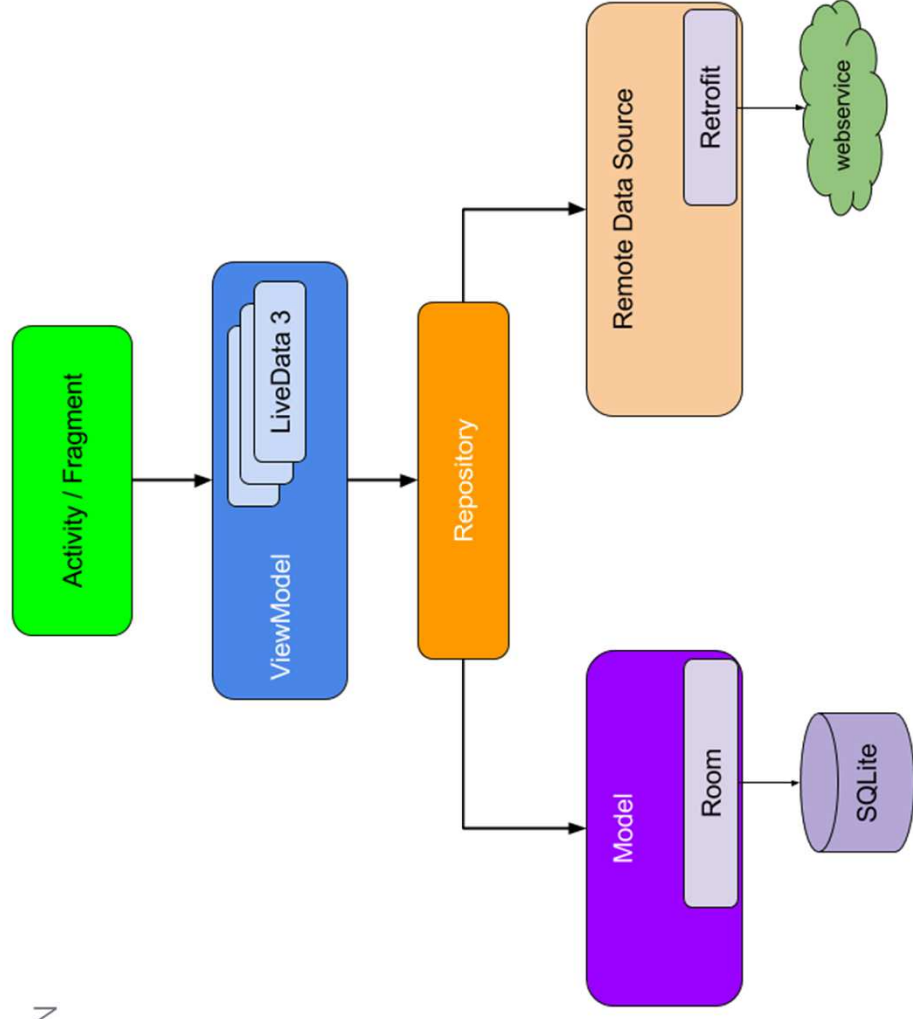 Activity / Fragment
ViewModel
LiveData 3
Repository
Model
Room
SQLite
Remote Data Source
Retrofit
webservice